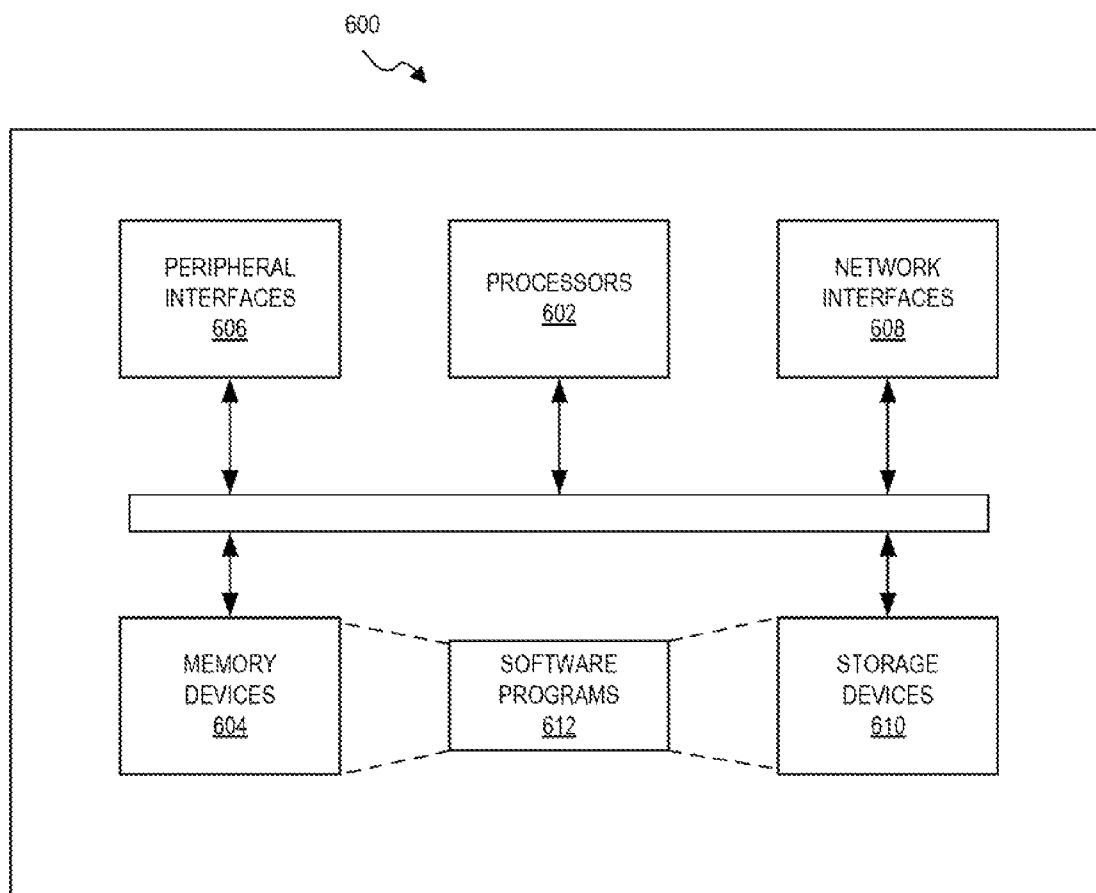 600
PERIPHERAL
INTERFACES
606
PROCESSORS
602
NETWORK
INTERFACES
608
MEMORY
DEVICES
604
SOFTWARE
PROGRAMS
612
STORAGE
DEVICES
610